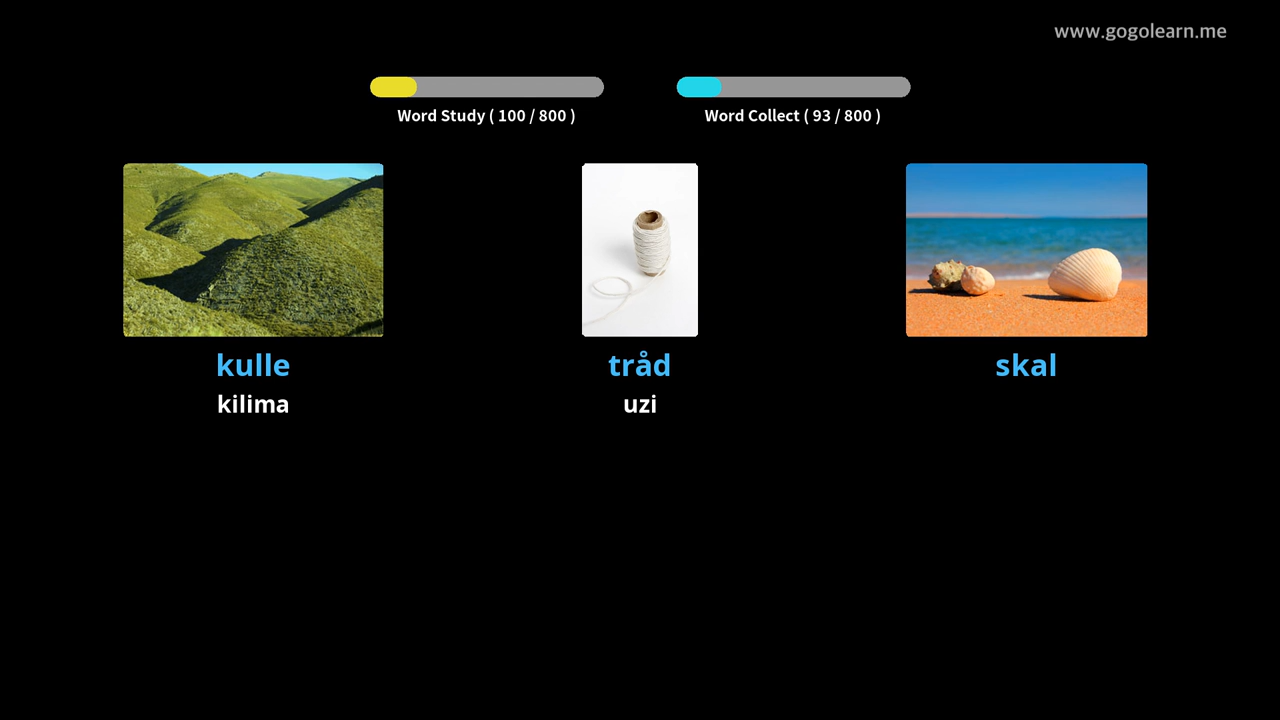 www.gogolearn.me
Word Study ( 100 / 800 )
Word Collect ( 93 / 800 )
kulle
tråd
skal
kilima
uzi